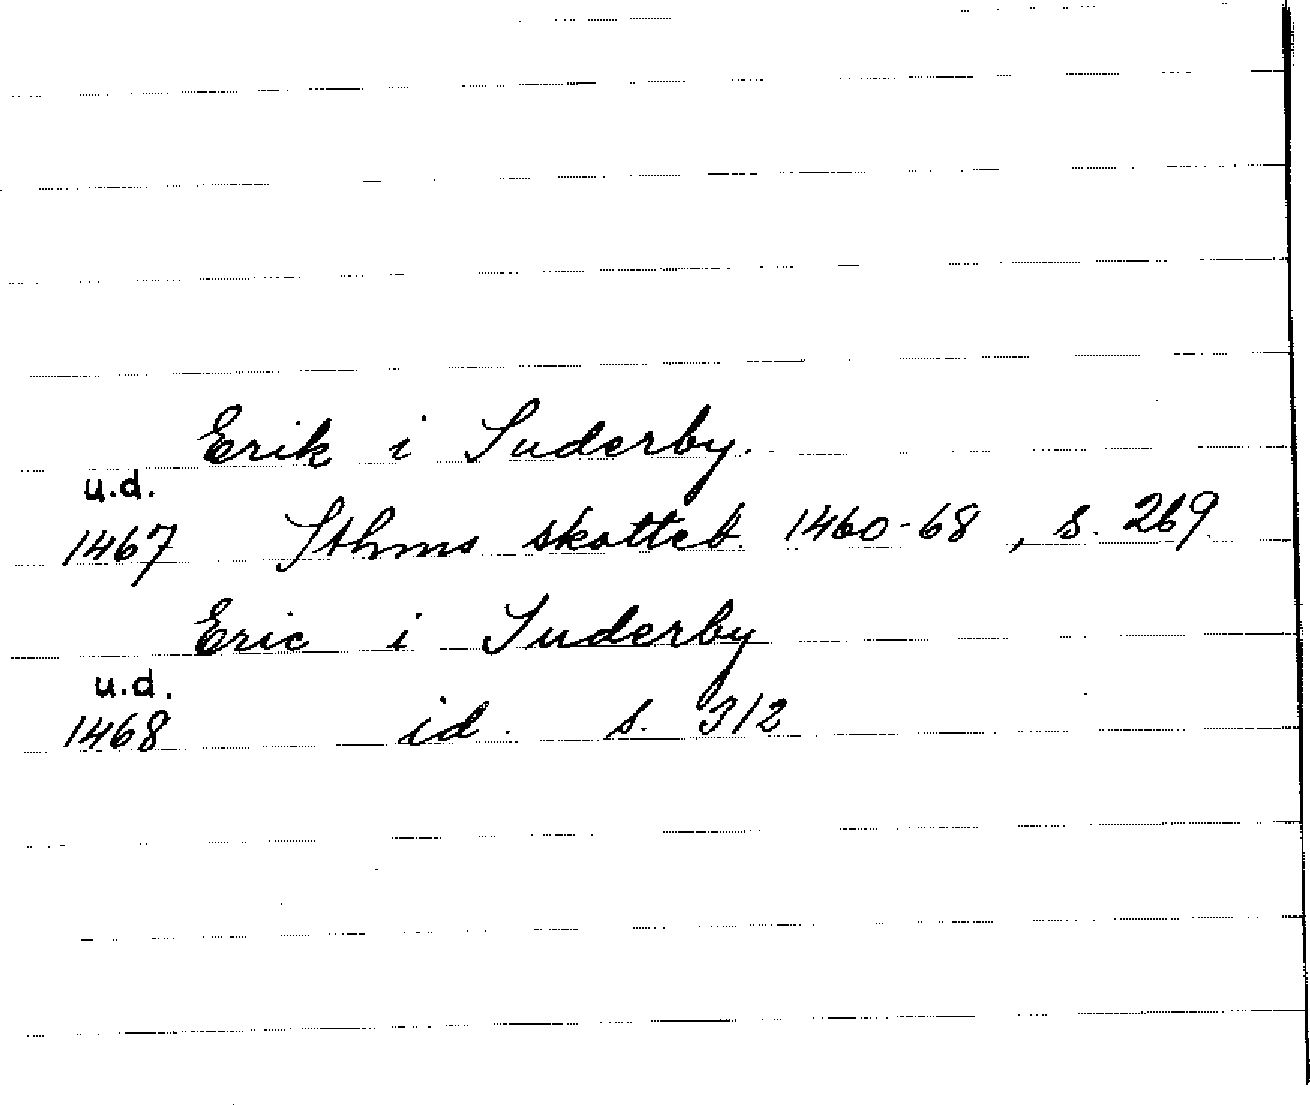 Erik i Suderby.
u.d.
1467 Sthms skotteb. 1460-68, s. 269.
Eric i Suderby
u.d.
1468 id. s. 312